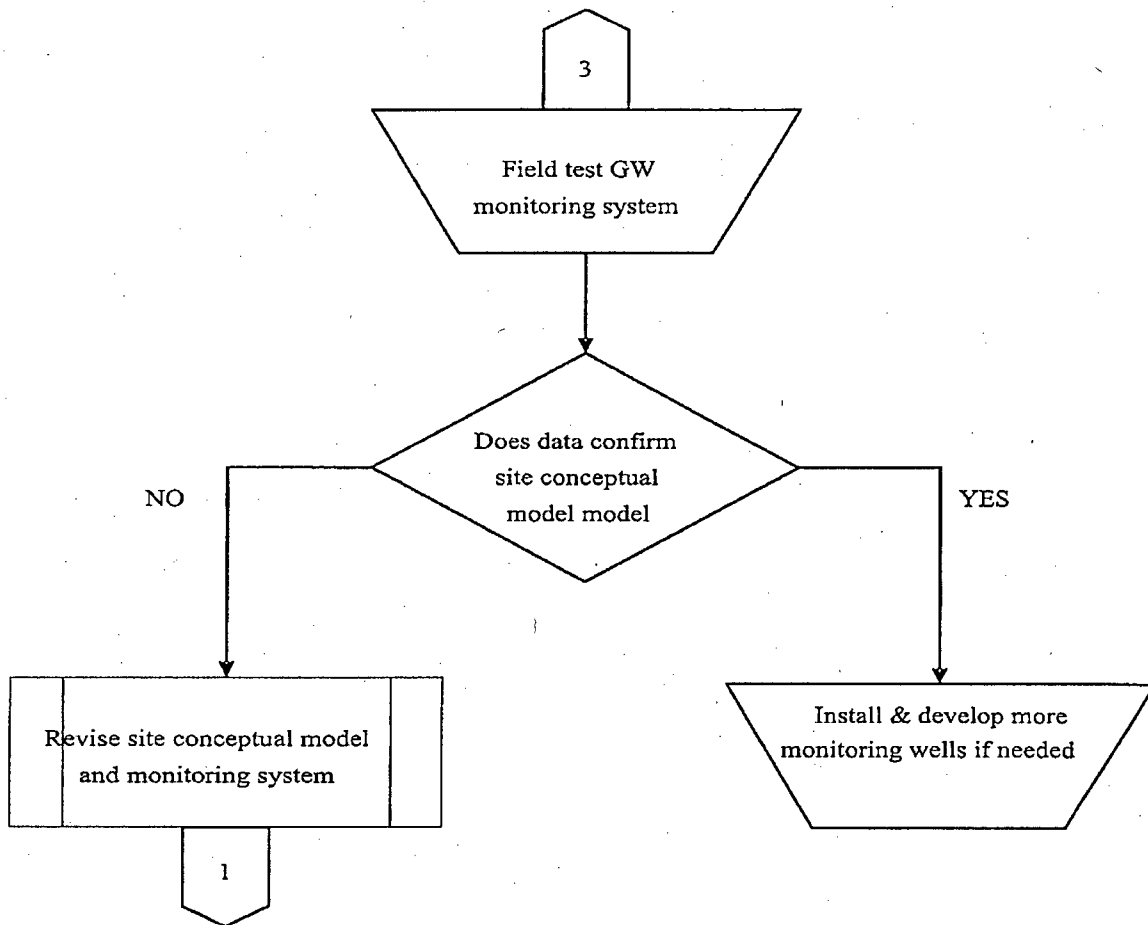 3
Field test GW
monitoring system
Does data confirm
site conceptual
model model
NO
YES
Revise site conceptual model
and monitoring system
Install & develop more
monitoring wells if needed
1